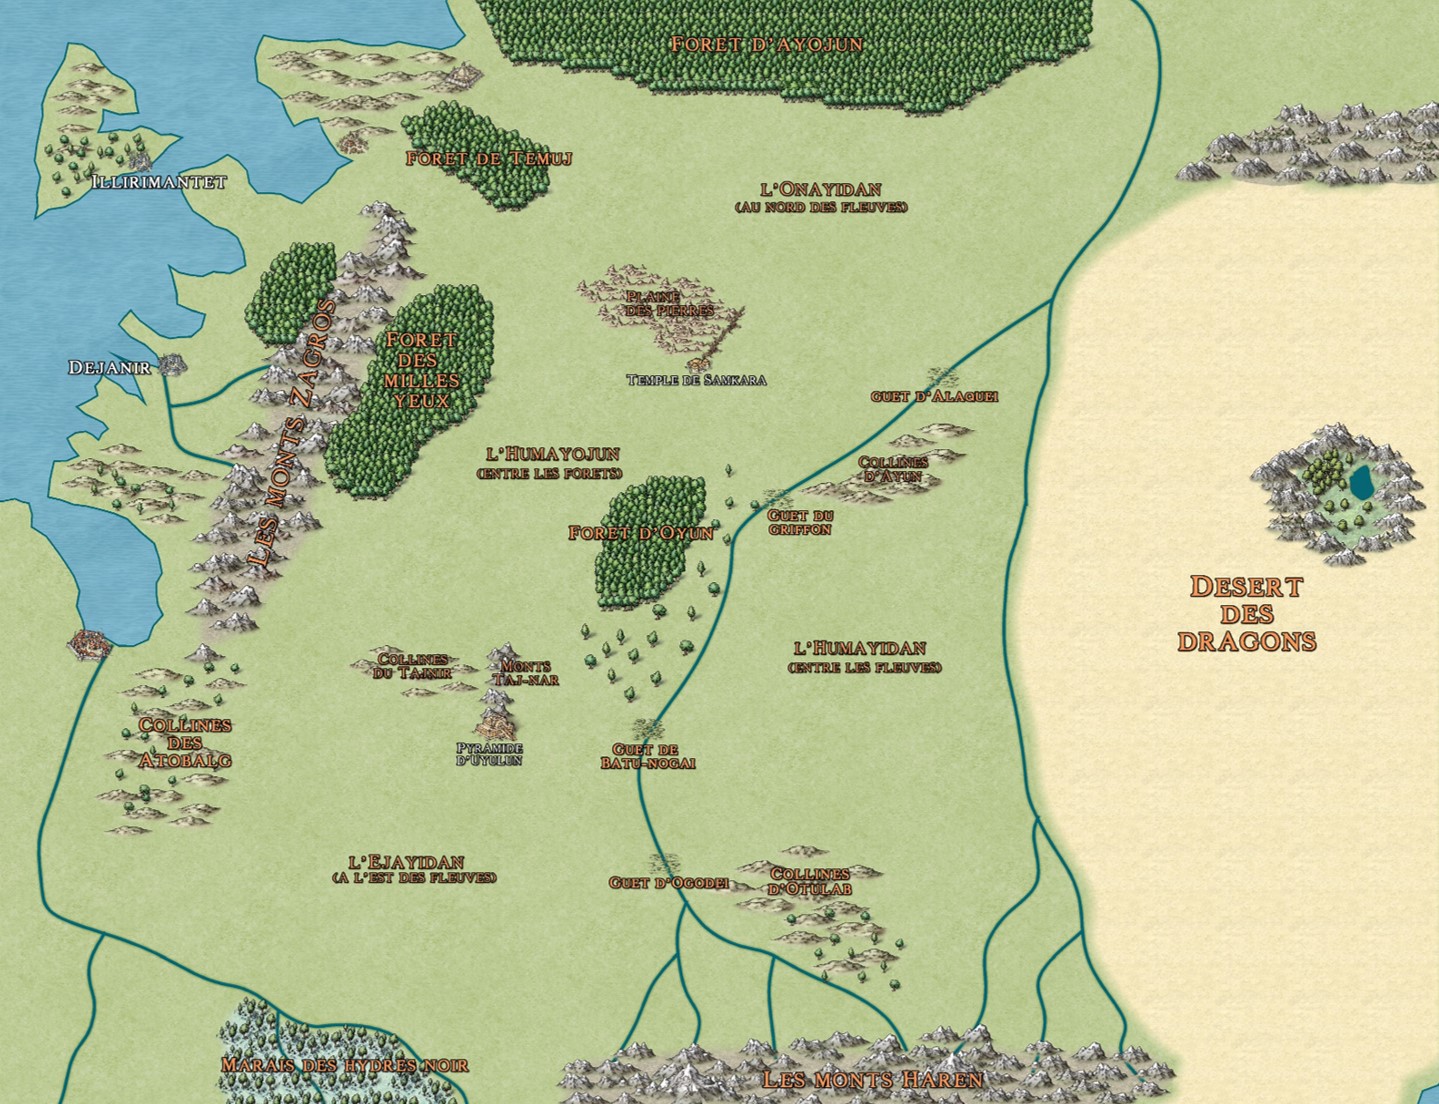 Foret d'Ayojun
Foret de Temuj
Illirimantet
l'Onayidan
(au nord des fleuves)
Plaine
des pierres
Les monts Zagros
Foret
des
milles
yeux
Dejanir
Temple de Samkara
guet d'Alaquei
l'Humayojun
(entre les forets)
Collines
d'Ayun
Foret d'Oyun
Guet du
griffon
Desert
des
dragons
l'Humayidan
(entre les fleuves)
Collines
du Tajnir
Monts
Taj-nar
Collines
des
Atobalg
Pyramide
d'Uyulun
Guet de
Batu-Nogai
l'Ejayidan
(a l'est des fleuves)
Guet d'Ogodei
Collines
d'Otulab
Marais des hydres noir
Les monts Haren